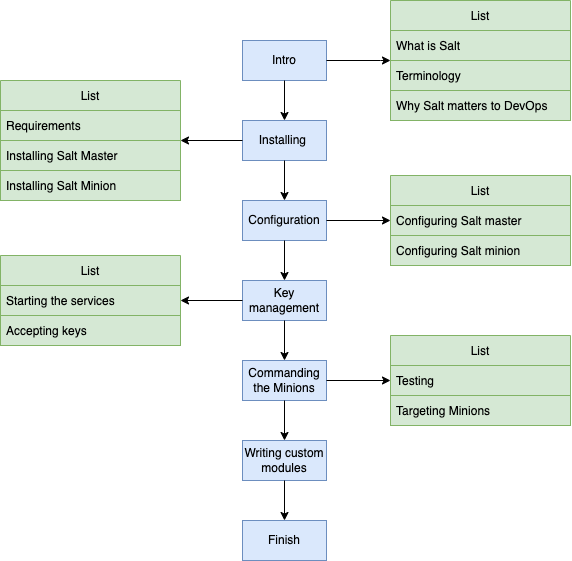 List
What is Salt
Terminology
Why Salt matters to DevOps
Intro
List
Requirements
Installing Salt Master
Installing Salt Minion
Installing
List
Configuring Salt master
Configuring Salt minion
Configuration
List
Starting the services
Accepting keys
Key
management
List
Testing
Targeting Minions
Commanding
the Minions
Writing custom
modules
Finish